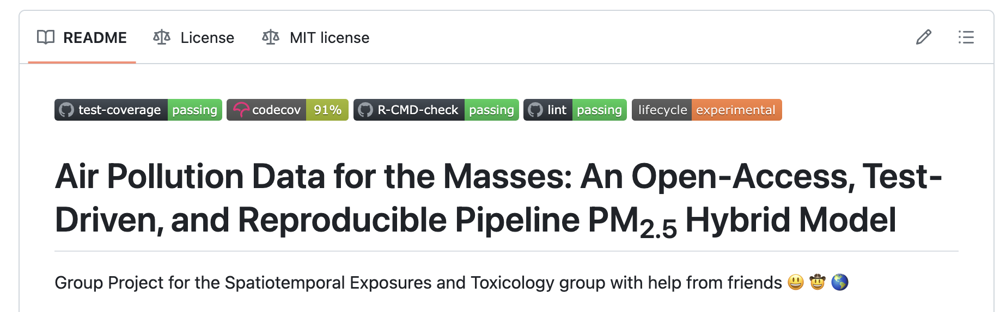 README License MIT license
test-coverage passing codecov 91% R-CMD-check passing lint passing lifecycle experimental
Air Pollution Data for the Masses: An Open-Access, Test-
Driven, and Reproducible Pipeline PM2.5 Hybrid Model
Group Project for the Spatiotemporal Exposures and Toxicology group with help from friends 😃 🤠 🌎